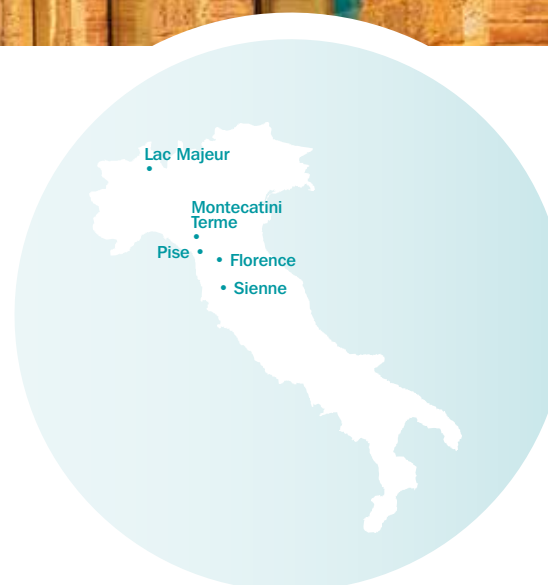 Lac Majeur
Montecatini
Terme
Pise
Florence
Sienne